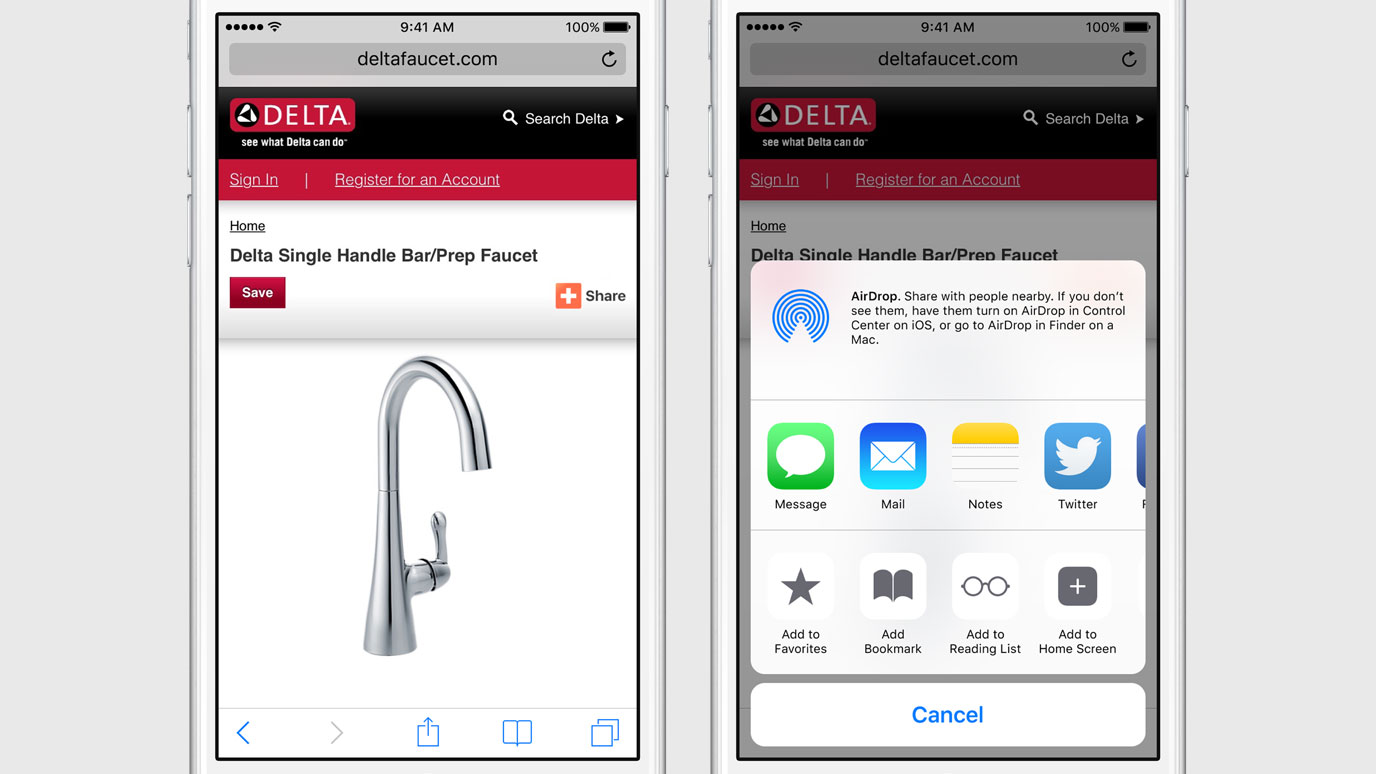 9:41 AM
100%
deltafaucet.com
DELTA
see what Delta can do™
Search Delta
Sign In | Register for an Account
Home
Delta Single Handle Bar/Prep Faucet
Save
Share
9:41 AM
100%
deltafaucet.com
DELTA
see what Delta can do™
Search Delta
Sign In | Register for an Account
Home
Delta Single Handle Bar/Prep Faucet
AirDrop. Share with people nearby. If you don’t
see them, have them turn on AirDrop in Control
Center on iOS, or go to AirDrop in Finder on a
Mac.
Message
Mail
Notes
Twitter
Add to
Favorites
Add
Bookmark
Add to
Reading List
Add to
Home Screen
Cancel